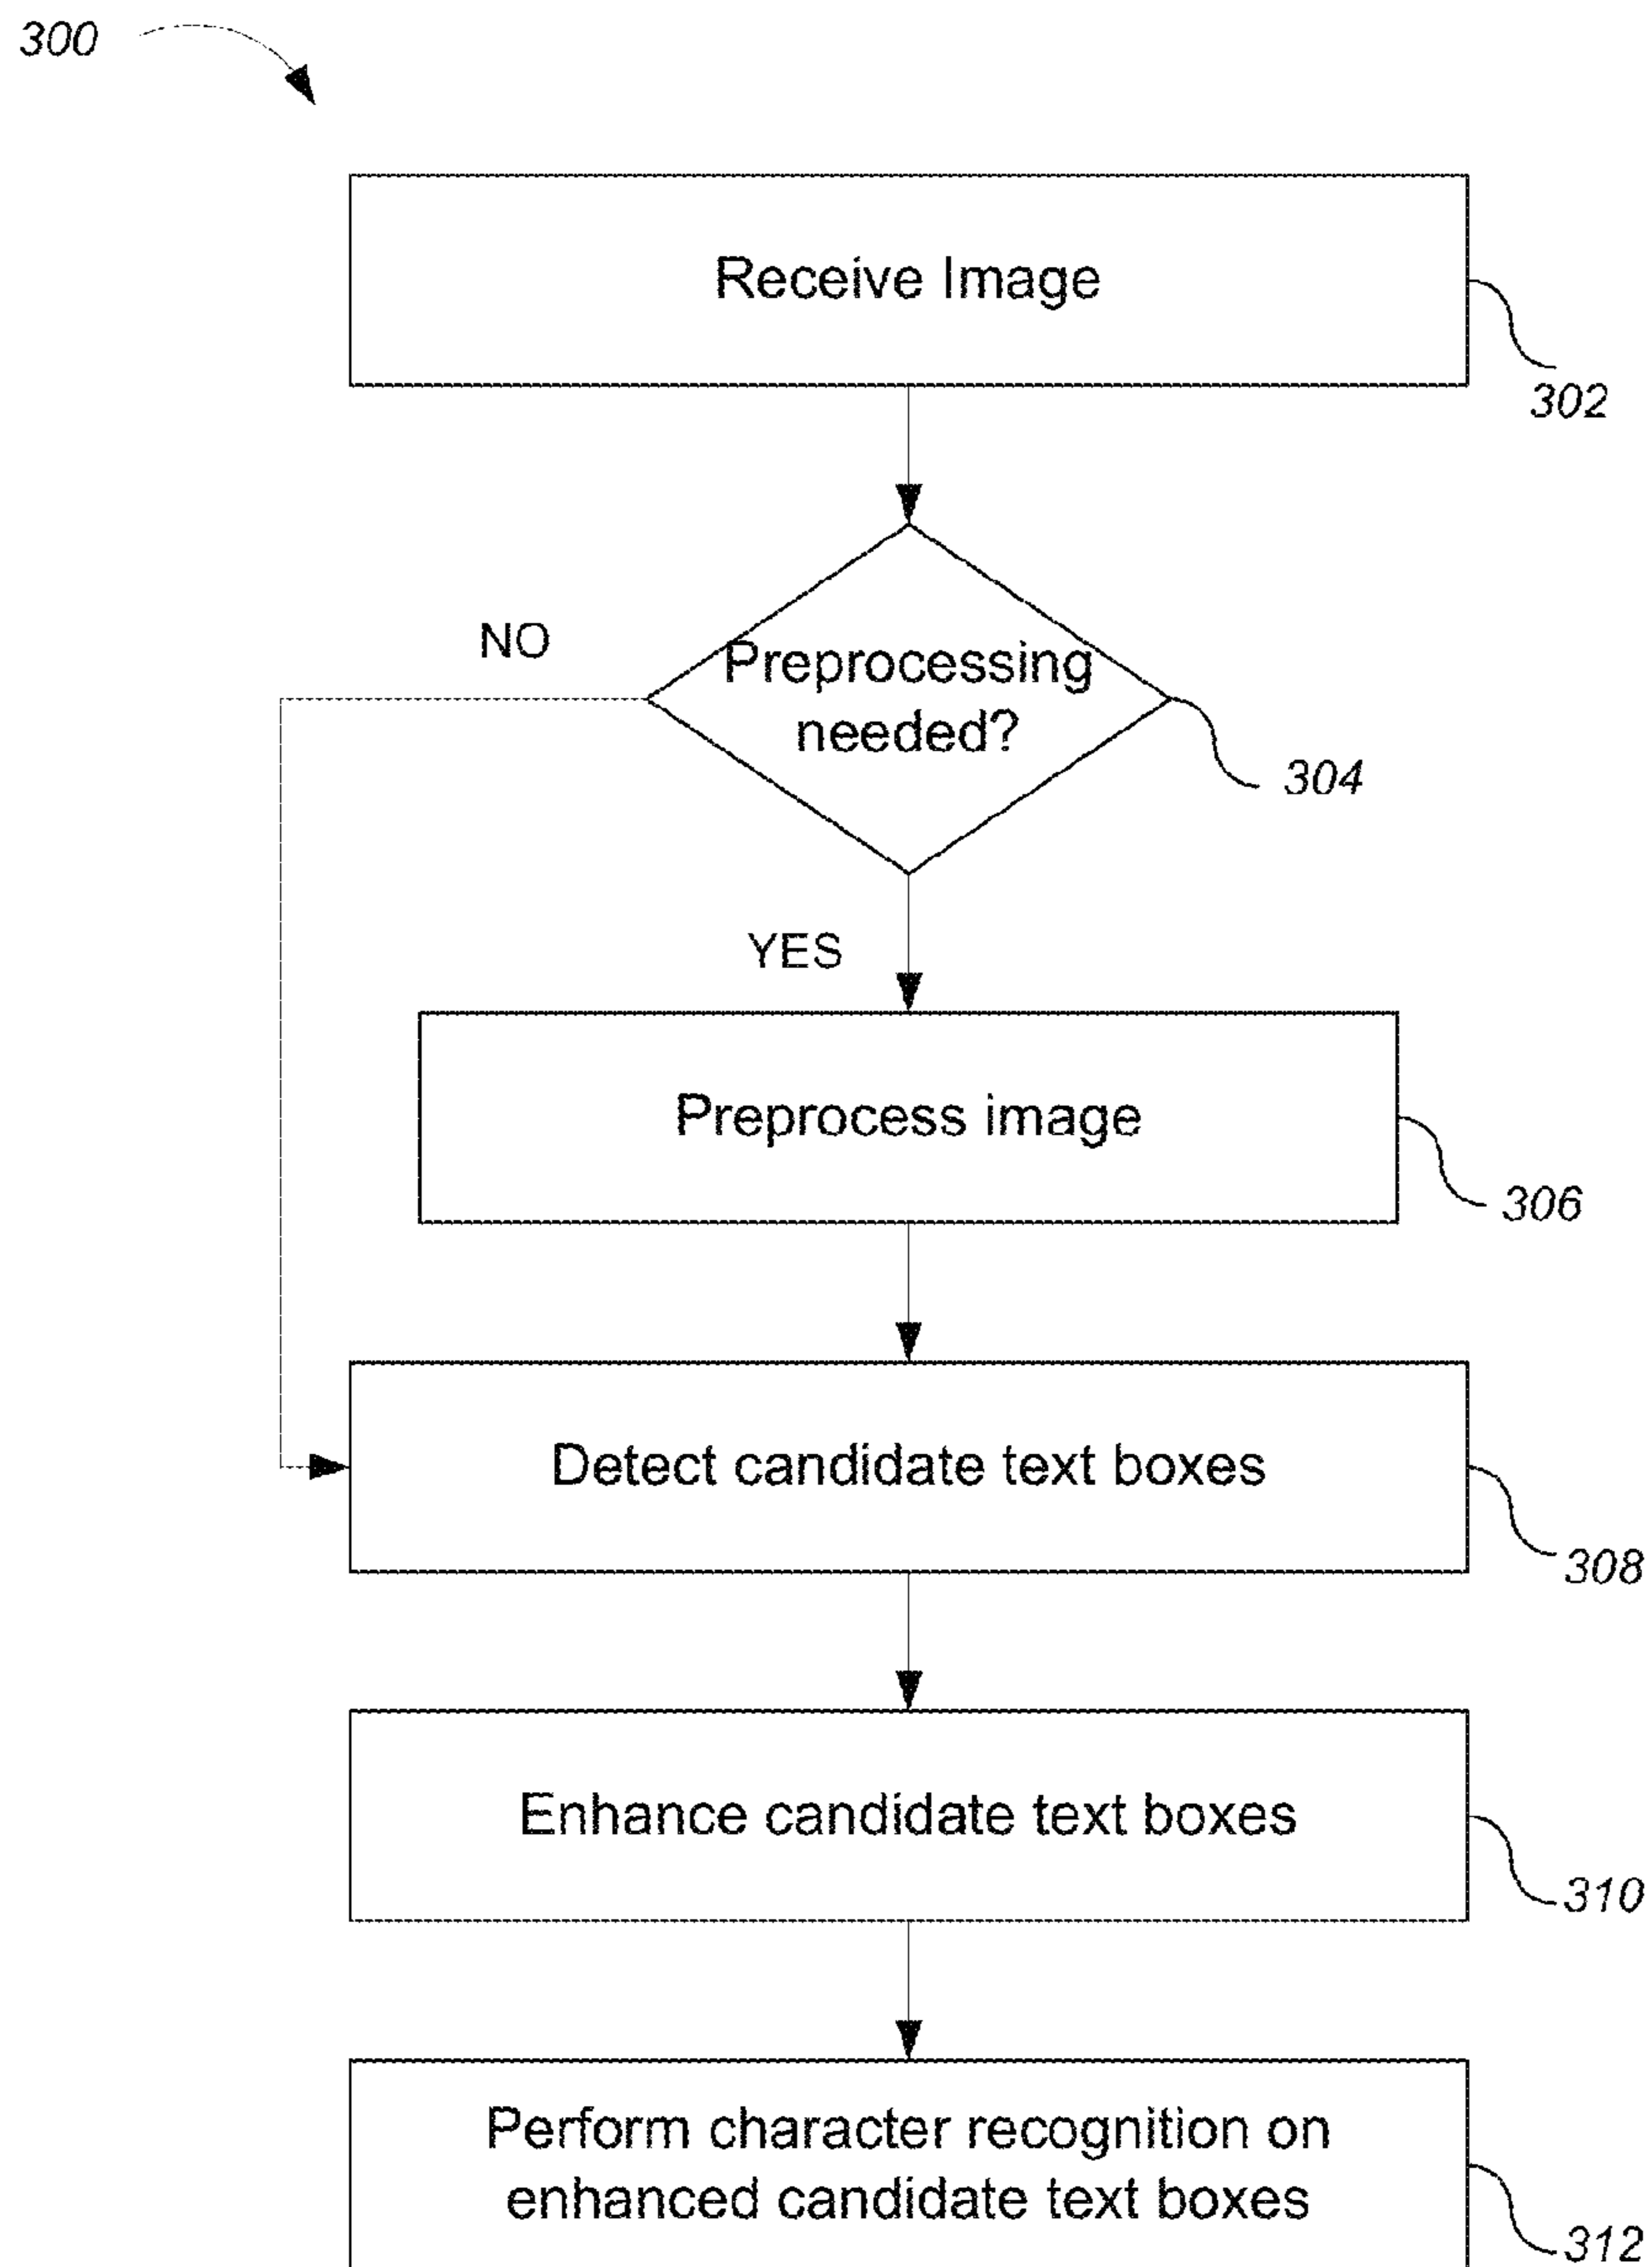 300
Receive Image
302
Preprocessing
needed?
NO
304
YES
Preprocess image
306
Detect candidate text boxes
308
Enhance candidate text boxes
310
Perform character recognition on
enhanced candidate text boxes
312